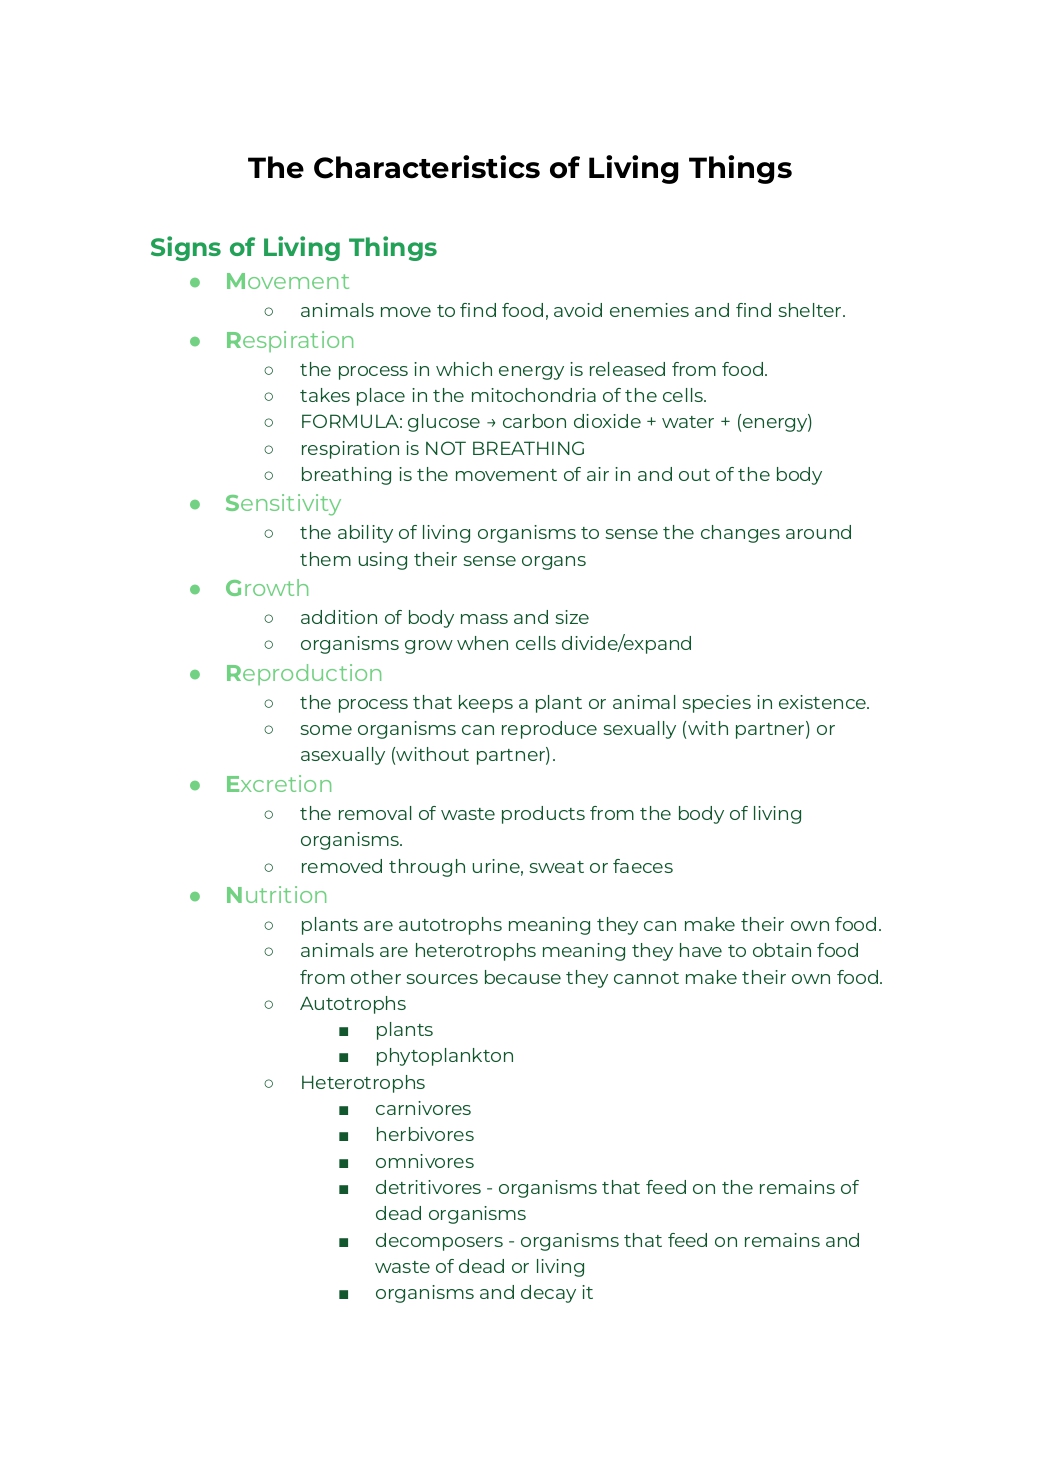 The Characteristics of Living Things
Signs of Living Things
● Movement
○ animals move to find food, avoid enemies and find shelter.
● Respiration
○ the process in which energy is released from food.
○ takes place in the mitochondria of the cells.
○ FORMULA: glucose → carbon dioxide + water + (energy)
○ respiration is NOT BREATHING
○ breathing is the movement of air in and out of the body
● Sensitivity
○ the ability of living organisms to sense the changes around
them using their sense organs
● Growth
○ addition of body mass and size
○ organisms grow when cells divide/expand
● Reproduction
○ the process that keeps a plant or animal species in existence.
○ some organisms can reproduce sexually (with partner) or
asexually (without partner).
● Excretion
○ the removal of waste products from the body of living
organisms.
○ removed through urine, sweat or faeces
● Nutrition
○ plants are autotrophs meaning they can make their own food.
○ animals are heterotrophs meaning they have to obtain food
from other sources because they cannot make their own food.
○ Autotrophs
■ plants
■ phytoplankton
○ Heterotrophs
■ carnivores
■ herbivores
■ omnivores
■ detritivores - organisms that feed on the remains of
dead organisms
■ decomposers - organisms that feed on remains and
waste of dead or living
■ organisms and decay it